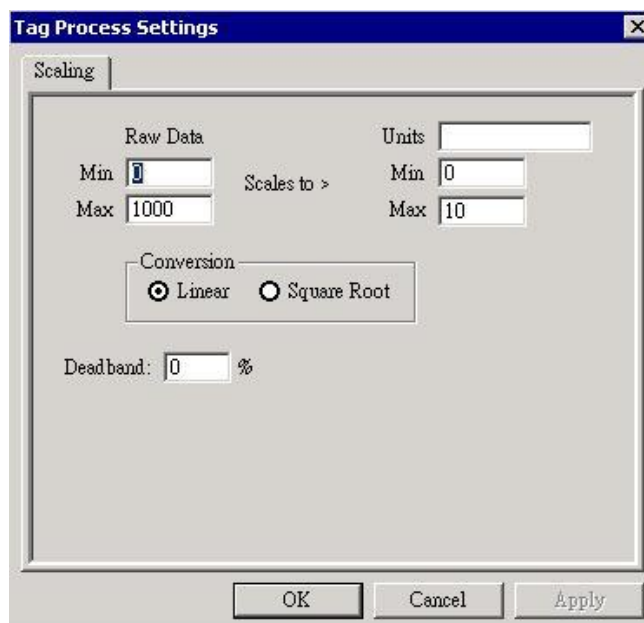 Tag Process Settings
Scaling
Raw Data Units
Min 0 Scales to > Min 0
Max 1000 Max 10
Conversion
Linear Square Root
Deadband: 0 %
OK Cancel Apply